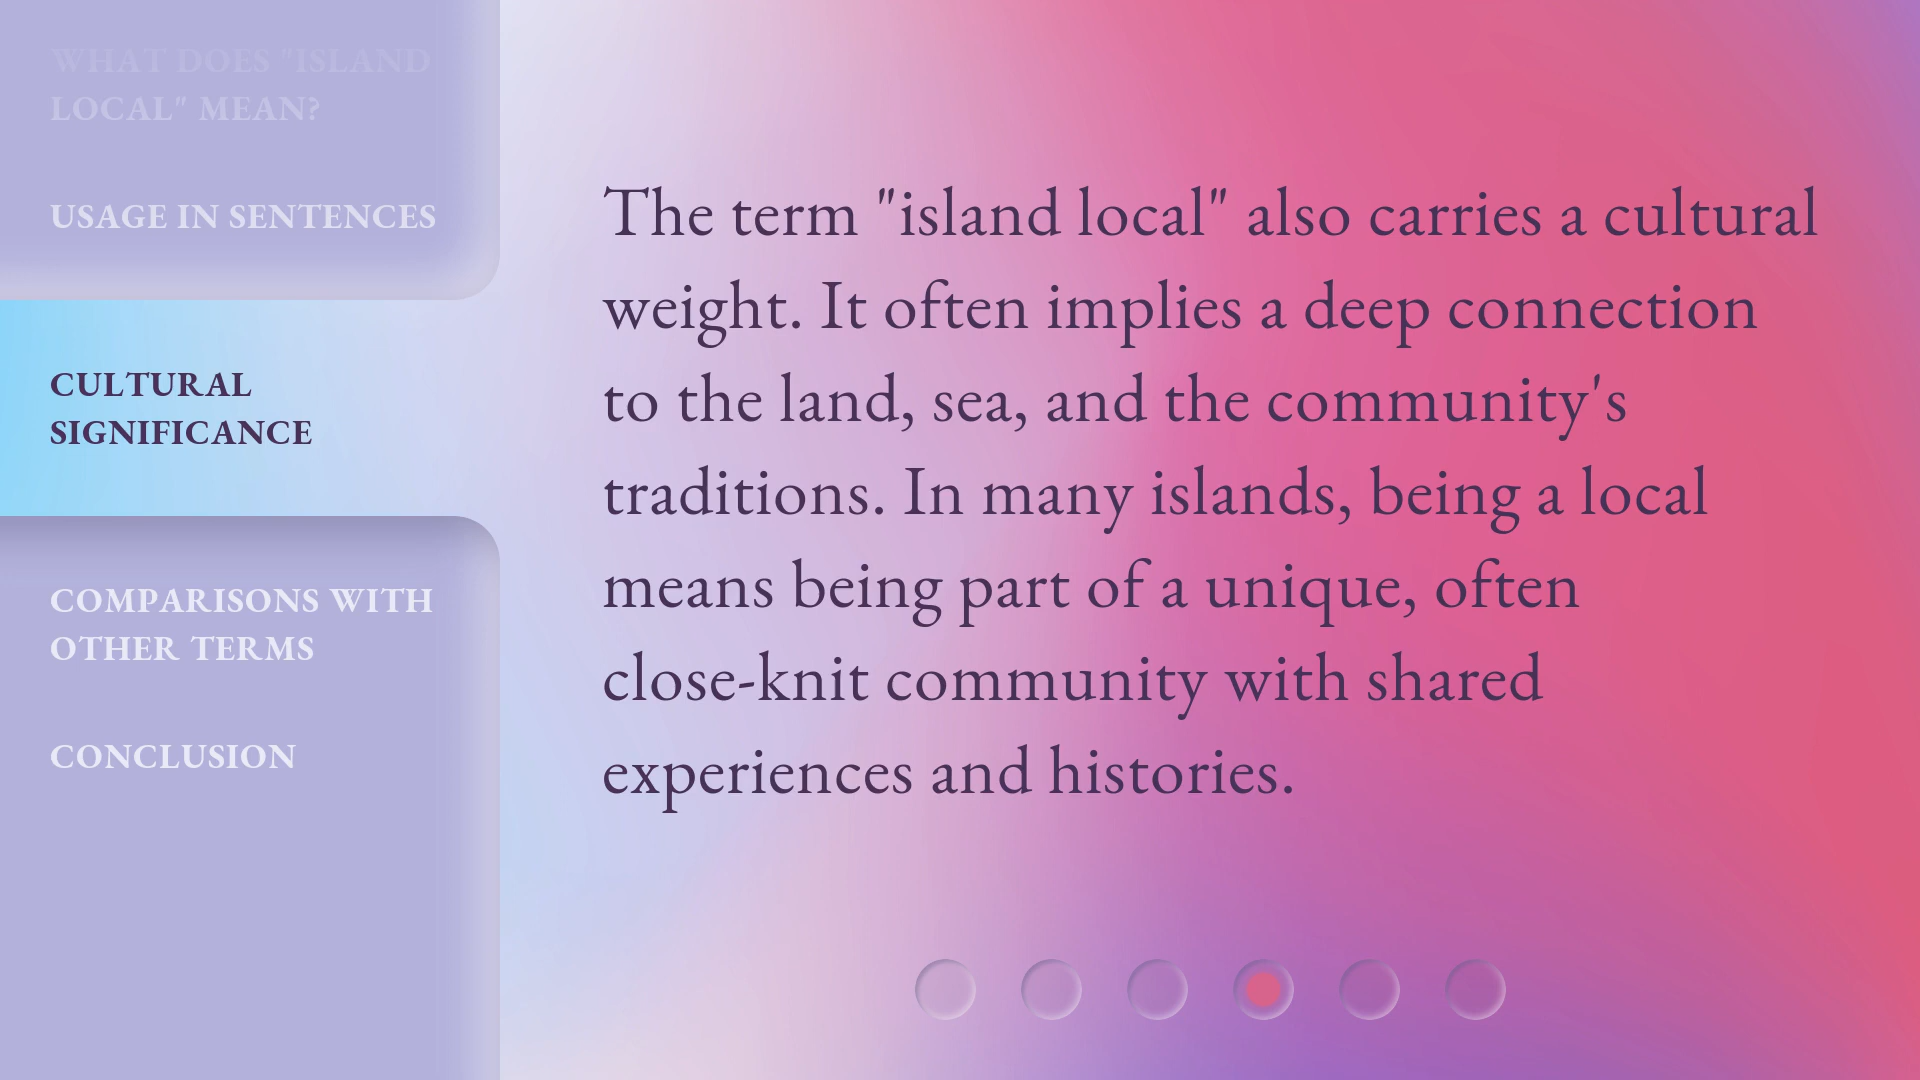 WHAT DOES "ISLAND
LOCAL" MEAN?
USAGE IN SENTENCES
CULTURAL
SIGNIFICANCE
COMPARISONS WITH
OTHER TERMS
CONCLUSION
The term "island local" also carries a cultural
weight. It often implies a deep connection
to the land, sea, and the community's
traditions. In many islands, being a local
means being part of a unique, often
close-knit community with shared
experiences and histories.